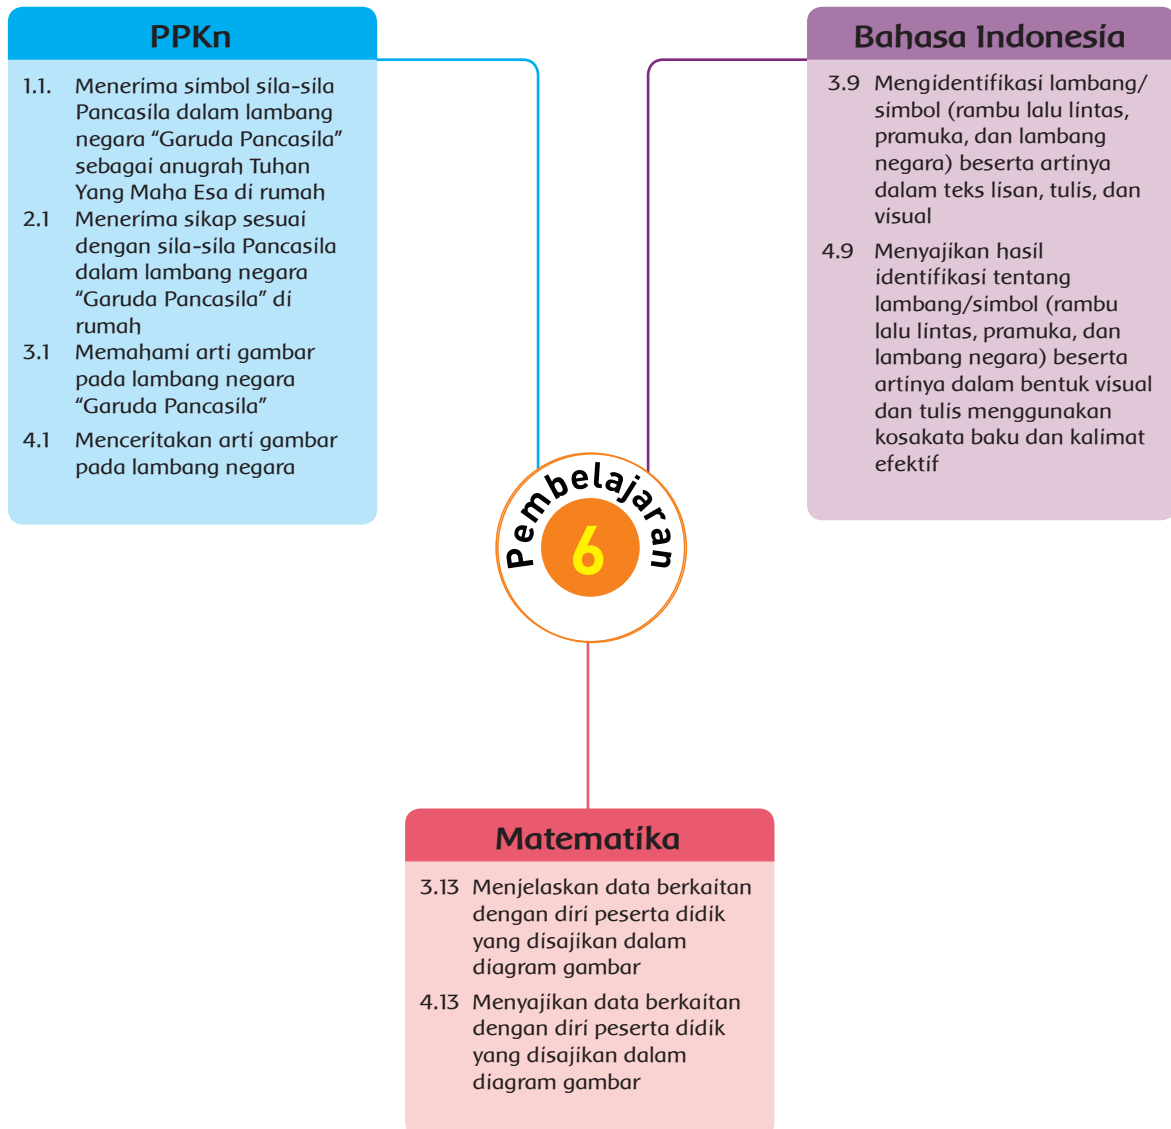 PPKn
1.1. Menerima simbol sila-sila
Pancasila dalam lambang
negara “Garuda Pancasila”
sebagai anugrah Tuhan
Yang Maha Esa di rumah
2.1 Menerima sikap sesuai
dengan sila-sila Pancasila
dalam lambang negara
“Garuda Pancasila” di
rumah
3.1 Memahami arti gambar
pada lambang negara
“Garuda Pancasila”
4.1 Menceritakan arti gambar
pada lambang negara
Bahasa Indonesia
3.9 Mengidentifikasi lambang/
simbol (rambu lalu lintas,
pramuka, dan lambang
negara) beserta artinya
dalam teks lisan, tulis, dan
visual
4.9 Menyajikan hasil
identifikasi tentang
lambang/simbol (rambu
lalu lintas, pramuka, dan
lambang negara) beserta
artinya dalam bentuk visual
dan tulis menggunakan
kosakata baku dan kalimat
efektif
Pembelajaran
6
Matematika
3.13 Menjelaskan data berkaitan
dengan diri peserta didik
yang disajikan dalam
diagram gambar
4.13 Menyajikan data berkaitan
dengan diri peserta didik
yang disajikan dalam
diagram gambar